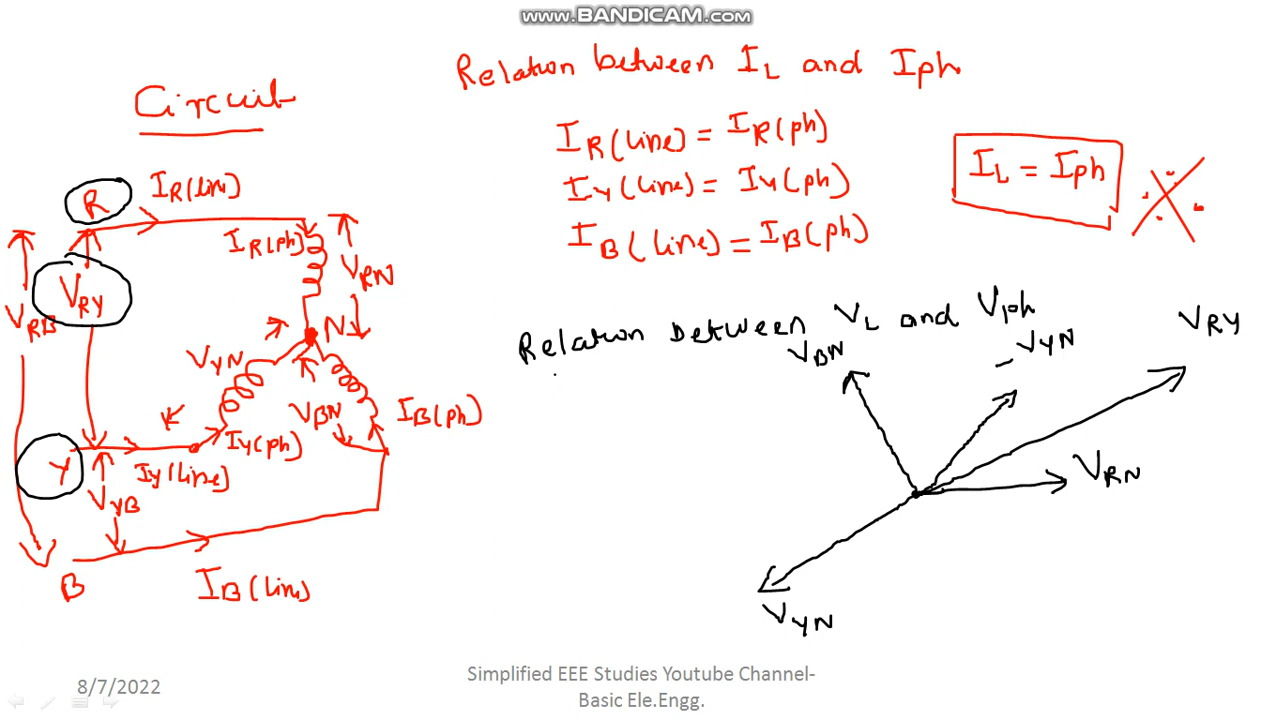 www.BANDICAM.com
Relation between IL and Iph
Circuit
IR(line) = IR(ph)
IY(line) = IY(ph)
IB(line) = IB(ph)
IL = Iph
R
IR(line)
IR(ph)
VRN
VRY
VRB
N
VYN
VBN
IB(ph)
Y
IY(ph)
IY(line)
VYB
B
IB(line)
Relation between VL and Vph
VBN
-VYN
VRY
VRN
VYN
8/7/2022
Simplified EEE Studies Youtube Channel-
Basic Ele.Engg.